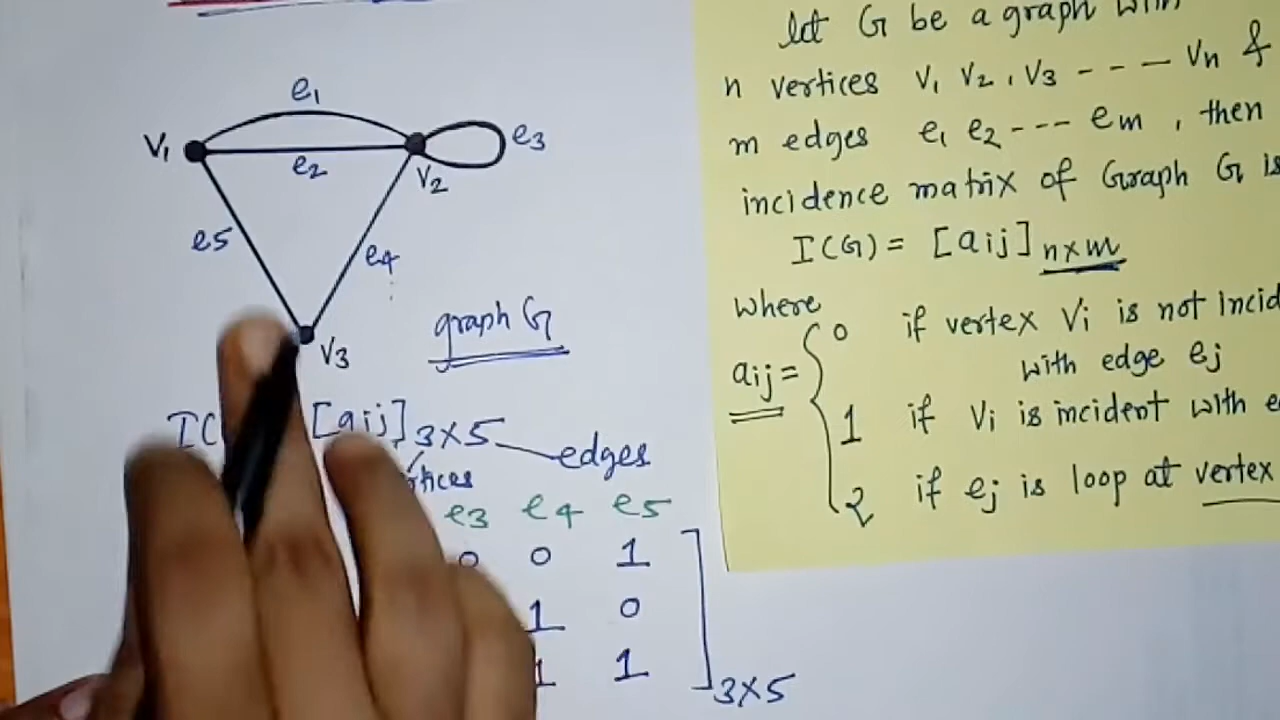 e1
V1
e2
V2
e3
e5
e4
V3
graph G
[aij] 3×5 edges
e3 e4 e5
0 0 1
1 0
1 1
3×5
let G be a graph with
n vertices V1 V2, V3 ---- Vn &
m edges e1 e2 --- em, then
incidence matrix of Graph G is
I(G) = [aij] n×m
where
aij =
0 if vertex Vi is not
with edge ej
1 if Vi is incident with
2 if ej is loop at vertex